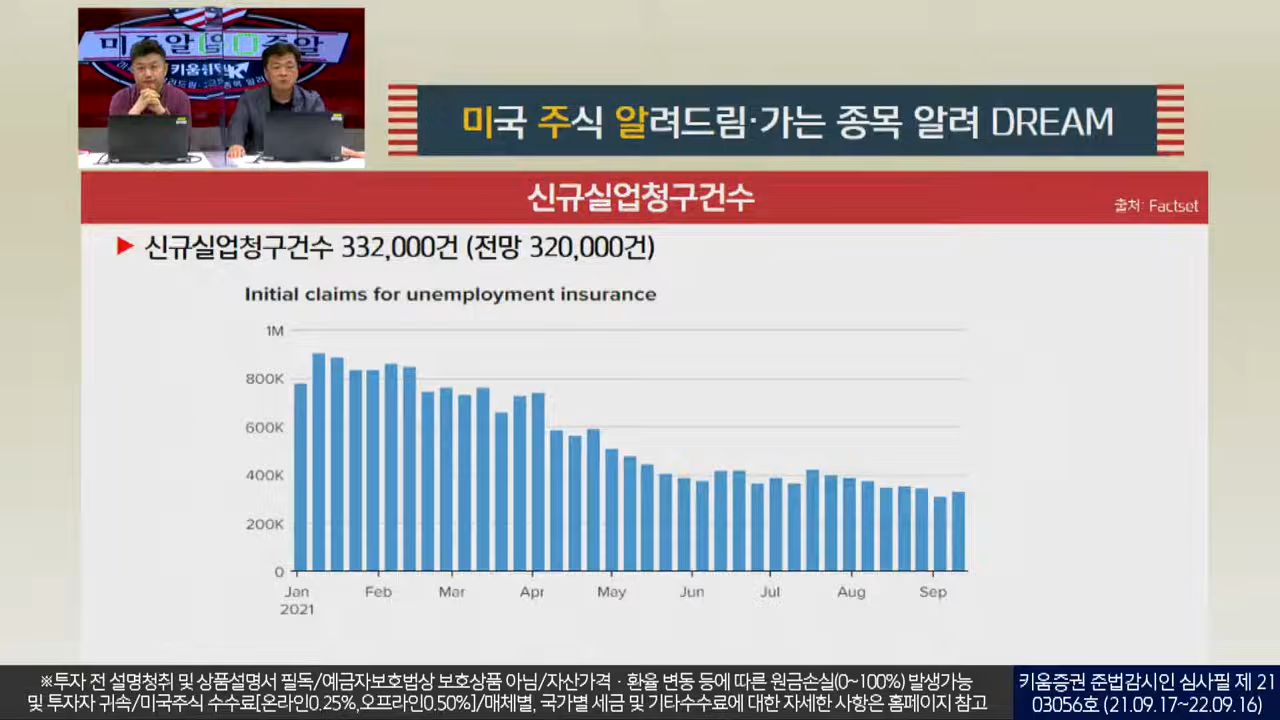 미주알
주알
키움증권
미국 주식 알려드림·가는 종목 알려 DREAM
신규실업청구건수
출처: Factset
▶ 신규실업청구건수 332,000건 (전망 320,000건)
Initial claims for unemployment insurance
1M
800K
600K
400K
200K
0
Jan Feb Mar Apr May Jun Jul Aug Sep
2021
※투자 전 설명청취 및 상품설명서 필독/예금자보호법상 보호상품 아님/자산가격·환율 변동 등에 따른 원금손실(0~100%) 발생가능
및 투자자 귀속/미국주식 수수료[온라인0.25%,오프라인0.50%]/매체별, 국가별 세금 및 기타수수료에 대한 자세한 사항은 홈페이지 참고
키움증권 준법감시인 심사필 제 21
03056호 (21.09.17~22.09.16)